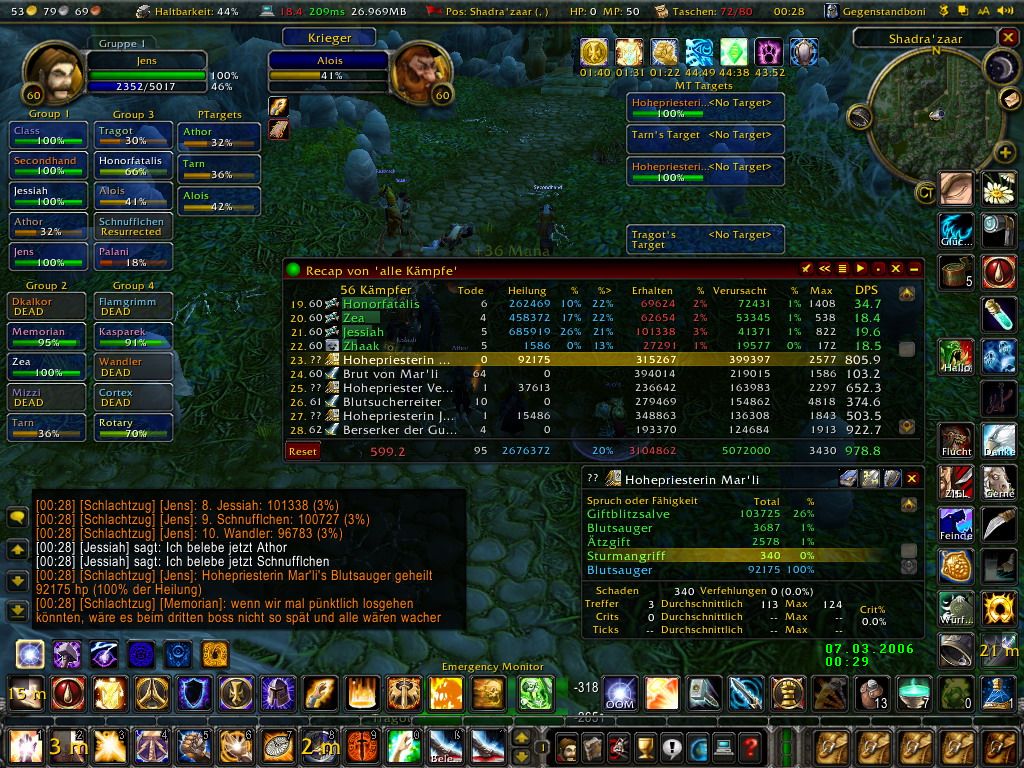 53 79 69 Haltbarkeit: 44% 18.4 209ms 26.969MB Pos: Shadra'zaar (,) HP: 0 MP: 50 Taschen: 72/80 00:28 Gegenstandboni
Gruppe 1
Jens
100%
2352/5017 46%
60
Krieger
Alois
41%
60
01:40 01:31 01:22 44:49 44:38 43:52
MT Targets
Hohepriesteri... <No Target>
100%
Tarn's Target <No Target>
Hohepriesteri... <No Target>
100%
Tragot's Target <No Target>
Shadra'zaar
N
CT
Group 1
Class
100%
Secondhand
100%
Jessiah
100%
Athor
32%
Jens
100%
Group 3
Tragot
30%
Honorfatalis
66%
Alois
41%
Schnufflchen
Resurrected
Palani
18%
PTargets
Athor
32%
Tarn
36%
Alois
42%
Group 2
Dkalkor
DEAD
Memorian
95%
Zea
100%
Mizzi
DEAD
Tarn
36%
Group 4
Flamgrimm
DEAD
Kasparek
91%
Wandler
DEAD
Cortex
DEAD
Rotary
70%
Secondhand
+36 Mana
Recap von 'alle Kämpfe'
56 Kämpfer Tode Heilung % %> Erhalten % Verursacht % Max DPS
19. 60 Honorfatalis 6 262469 10% 22% 69624 2% 72431 1% 1408 34.7
20. 60 Zea 4 458372 17% 22% 62654 2% 53345 1% 538 18.4
21. 60 Jessiah 5 685919 26% 21% 101338 3% 41371 1% 822 19.6
22. 60 Zhaak 5 1586 0% 13% 27291 1% 19577 0% 172 18.5
23. ?? Hohepriesterin ... 0 92175 315267 399397 2577 805.9
24. 60 Brut von Mar'li 64 0 394014 219015 1586 103.2
25. ?? Hohepriester Ve... 1 37613 236642 163983 2297 652.3
26. 61 Blutsucherreiter 10 0 279469 154862 4818 374.6
27. ?? Hohepriesterin J... 1 15486 348863 136308 1843 503.5
28. 62 Berserker der Gu... 4 0 193370 124684 1913 922.7
Reset 599.2 95 2676372 20% 3104862 5072000 3430 978.8
?? Hohepriesterin Mar'li
Spruch oder Fähigkeit Total %
Giftblitzsalve 103725 26%
Blutsauger 3687 1%
Ätzgift 2578 1%
Sturmangriff 340 0%
Blutsauger 92175 100%
Schaden 340 Verfehlungen 0 (0.0%)
Treffer 3 Durchschnittlich 113 Max 124
Crits 0 Durchschnittlich -- Max --
Ticks -- Durchschnittlich -- Max --
Crit%
0.0%
[00:28] [Schlachtzug] [Jens]: 8. Jessiah: 101338 (3%)
[00:28] [Schlachtzug] [Jens]: 9. Schnufflchen: 100727 (3%)
[00:28] [Schlachtzug] [Jens]: 10. Wandler: 96783 (3%)
[00:28] [Jessiah] sagt: Ich belebe jetzt Athor
[00:28] [Jessiah] sagt: Ich belebe jetzt Schnufflchen
[00:28] [Schlachtzug] [Jens]: Hohepriesterin Mar'li's Blutsauger geheilt
92175 hp (100% der Heilung)
[00:28] [Schlachtzug] [Memorian]: wenn wir mal pünktlich losgehen
könnten, wäre es beim dritten boss nicht so spät und alle wären wacher
07.03.2006
00:29
Emergency Monitor
Glüc...
5
Hallo
Flucht
Danke
ZIEL
Gerne
Feinde
Würf...
21 m
15 m
-318
OOM
13
7
0
5
Tragot
1 2 3 4 5 6 7 8 9 0 ß
3 m
2 m
Bele...
1